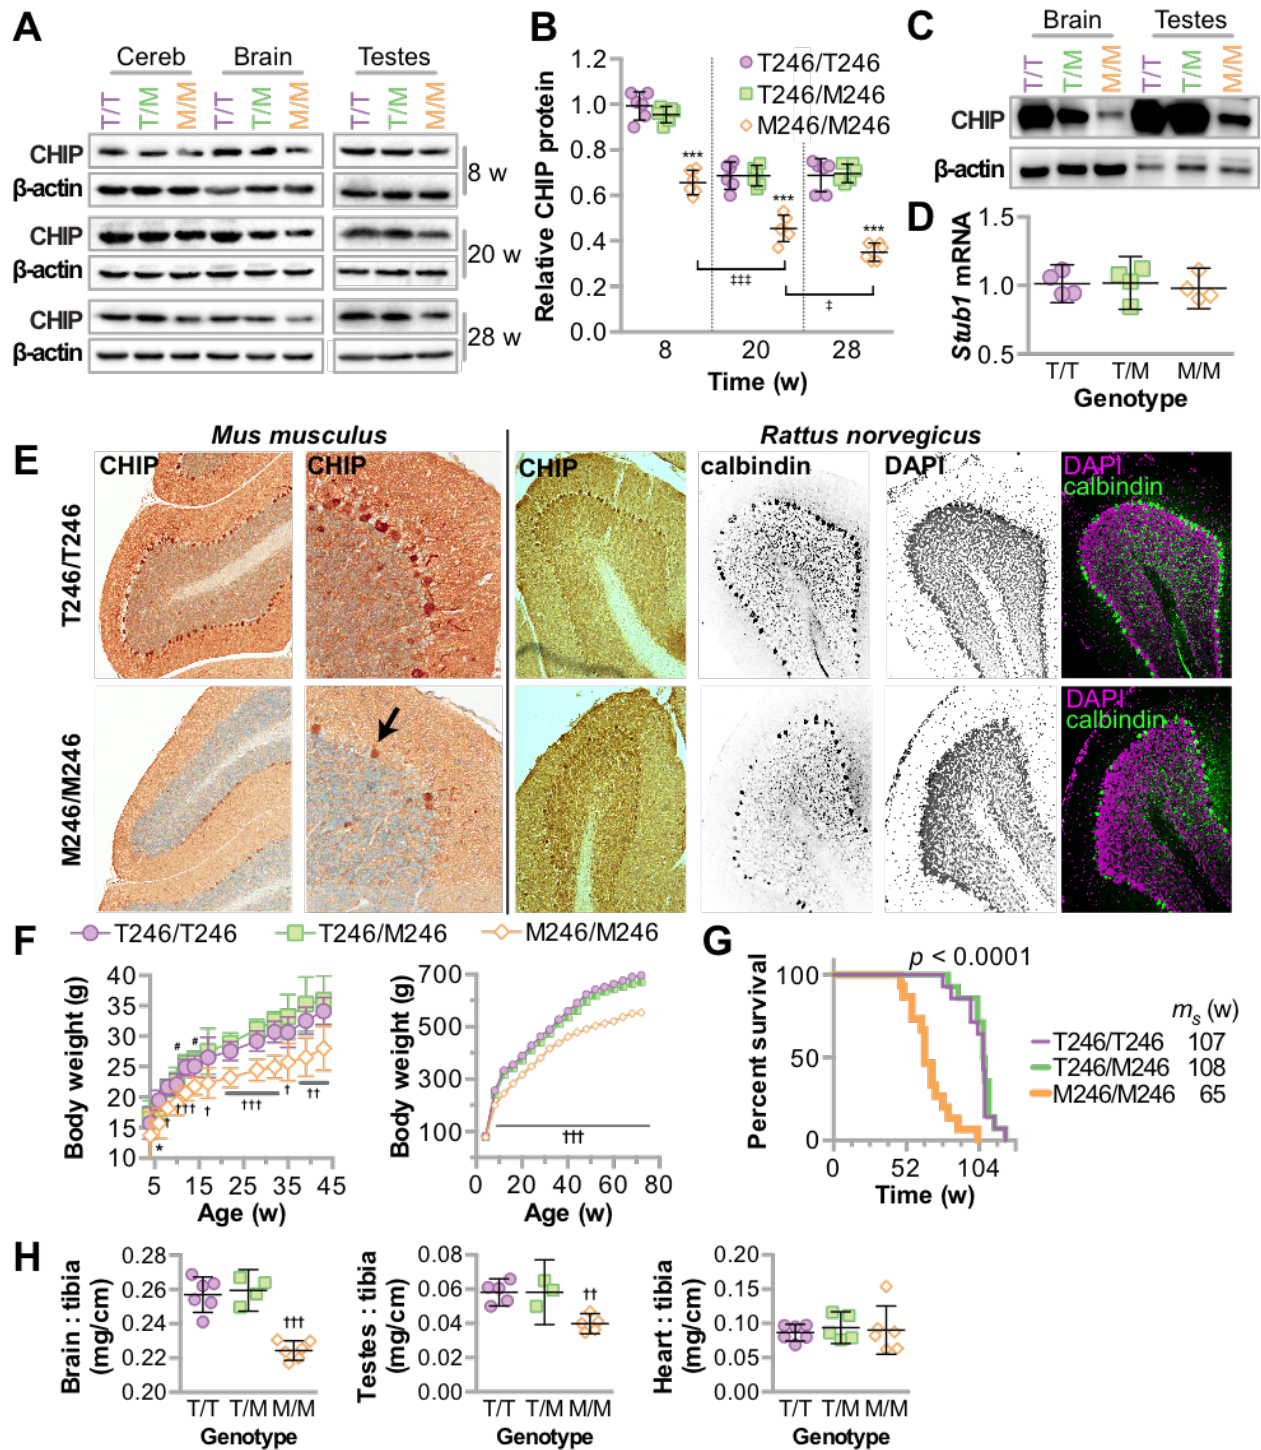 A
Cereb Brain Testes
T/T T/M M/M T/T T/M M/M T/T T/M M/M
CHIP
β-actin
8 w
CHIP
β-actin
20 w
CHIP
β-actin
28 w
B
Relative CHIP protein
1.2
1.0
0.8
0.6
0.4
0.2
0.0
T246/T246
T246/M246
M246/M246
***
***
***
‡‡‡
‡
8 20 28
Time (w)
C
Brain Testes
T/T T/M M/M T/T T/M M/M
CHIP
β-actin
D
Stub1 mRNA
1.5
1.0
0.5
T/T T/M M/M
Genotype
E
Mus musculus Rattus norvegicus
T246/T246
CHIP CHIP CHIP calbindin DAPI DAPI
calbindin
M246/M246
DAPI
calbindin
F
T246/T246 T246/M246 M246/M246
Body weight (g)
40
35
30
25
20
15
10
# #
* † ††† † ††† † ††
5 15 25 35 45
Age (w)
Body weight (g)
700
500
300
100
†††
0 20 40 60 80
Age (w)
G
p < 0.0001
Percent survival
100
50
0
0 52 104
Time (w)
ms (w)
T246/T246 107
T246/M246 108
M246/M246 65
H
Brain : tibia
(mg/cm)
0.28
0.26
0.24
0.22
0.20
†††
T/T T/M M/M
Genotype
Testes : tibia
(mg/cm)
0.08
0.06
0.04
0.02
0.00
††
T/T T/M M/M
Genotype
Heart : tibia
(mg/cm)
0.20
0.15
0.10
0.05
0.00
T/T T/M M/M
Genotype